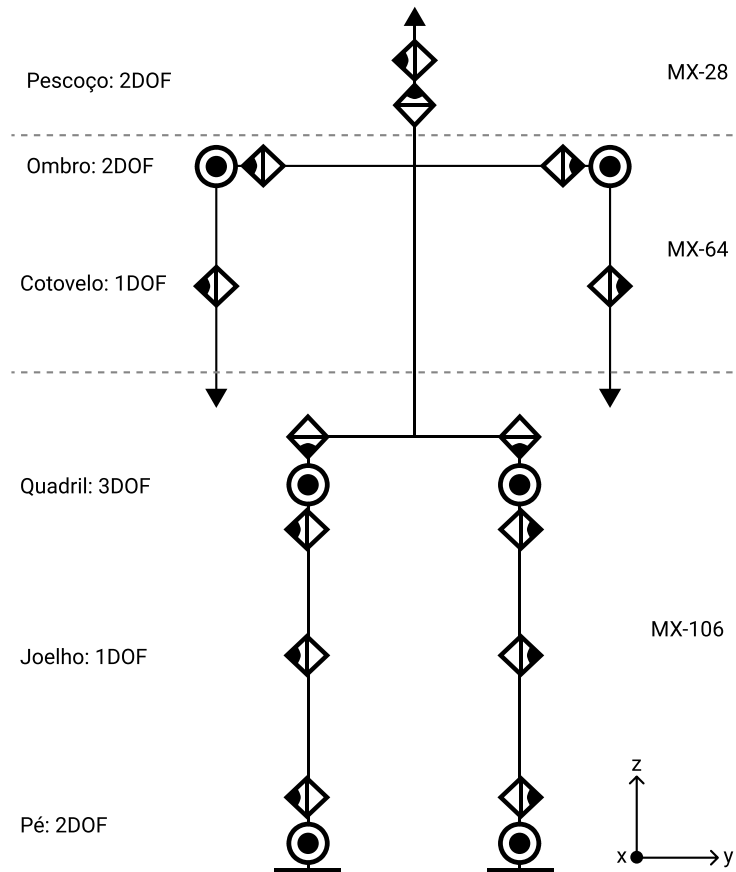 Pescoço: 2DOF
MX-28
Ombro: 2DOF
MX-64
Cotovelo: 1DOF
Quadril: 3DOF
MX-106
Joelho: 1DOF
z
Pé: 2DOF
x
y